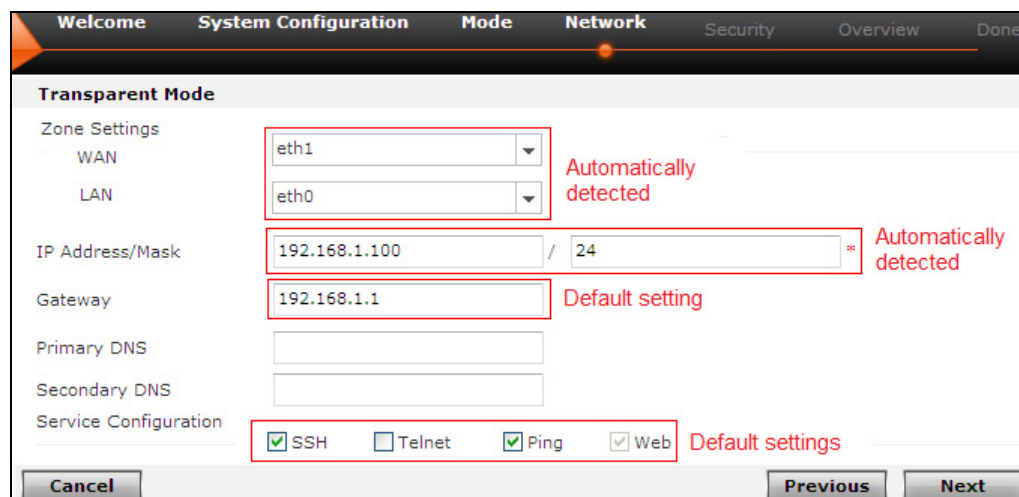 Welcome System Configuration Mode Network Security Overview Done
Transparent Mode
Zone Settings
WAN eth1
Automatically
detected
LAN eth0
IP Address/Mask 192.168.1.100 / 24 *
Automatically
detected
Gateway 192.168.1.1 Default setting
Primary DNS
Secondary DNS
Service Configuration
SSH Telnet Ping Web Default settings
Cancel Previous Next